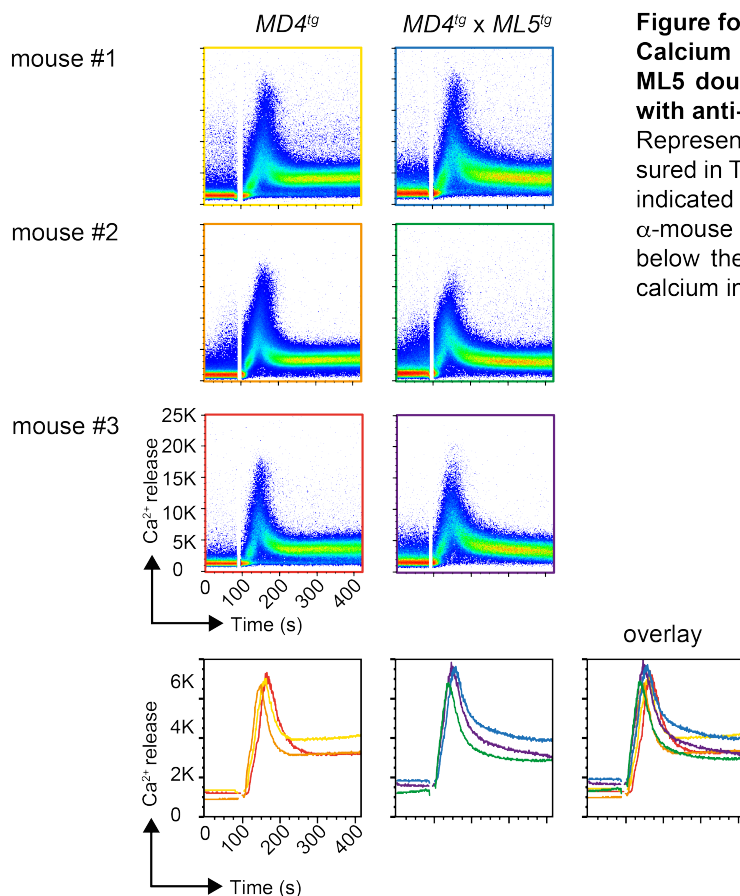 MD4tg
MD4tg x ML5tg
mouse #1
mouse #2
mouse #3
25K
20K
15K
10K
5K
0
Ca2+ release
0
100
200
300
400
Time (s)
overlay
6K
4K
2K
0
Ca2+ release
0
100
200
300
400
Time (s)
Figure fo
Calcium
ML5 dou
with anti-
Represen
sured in T
indicated
α-mouse
below the
calcium in